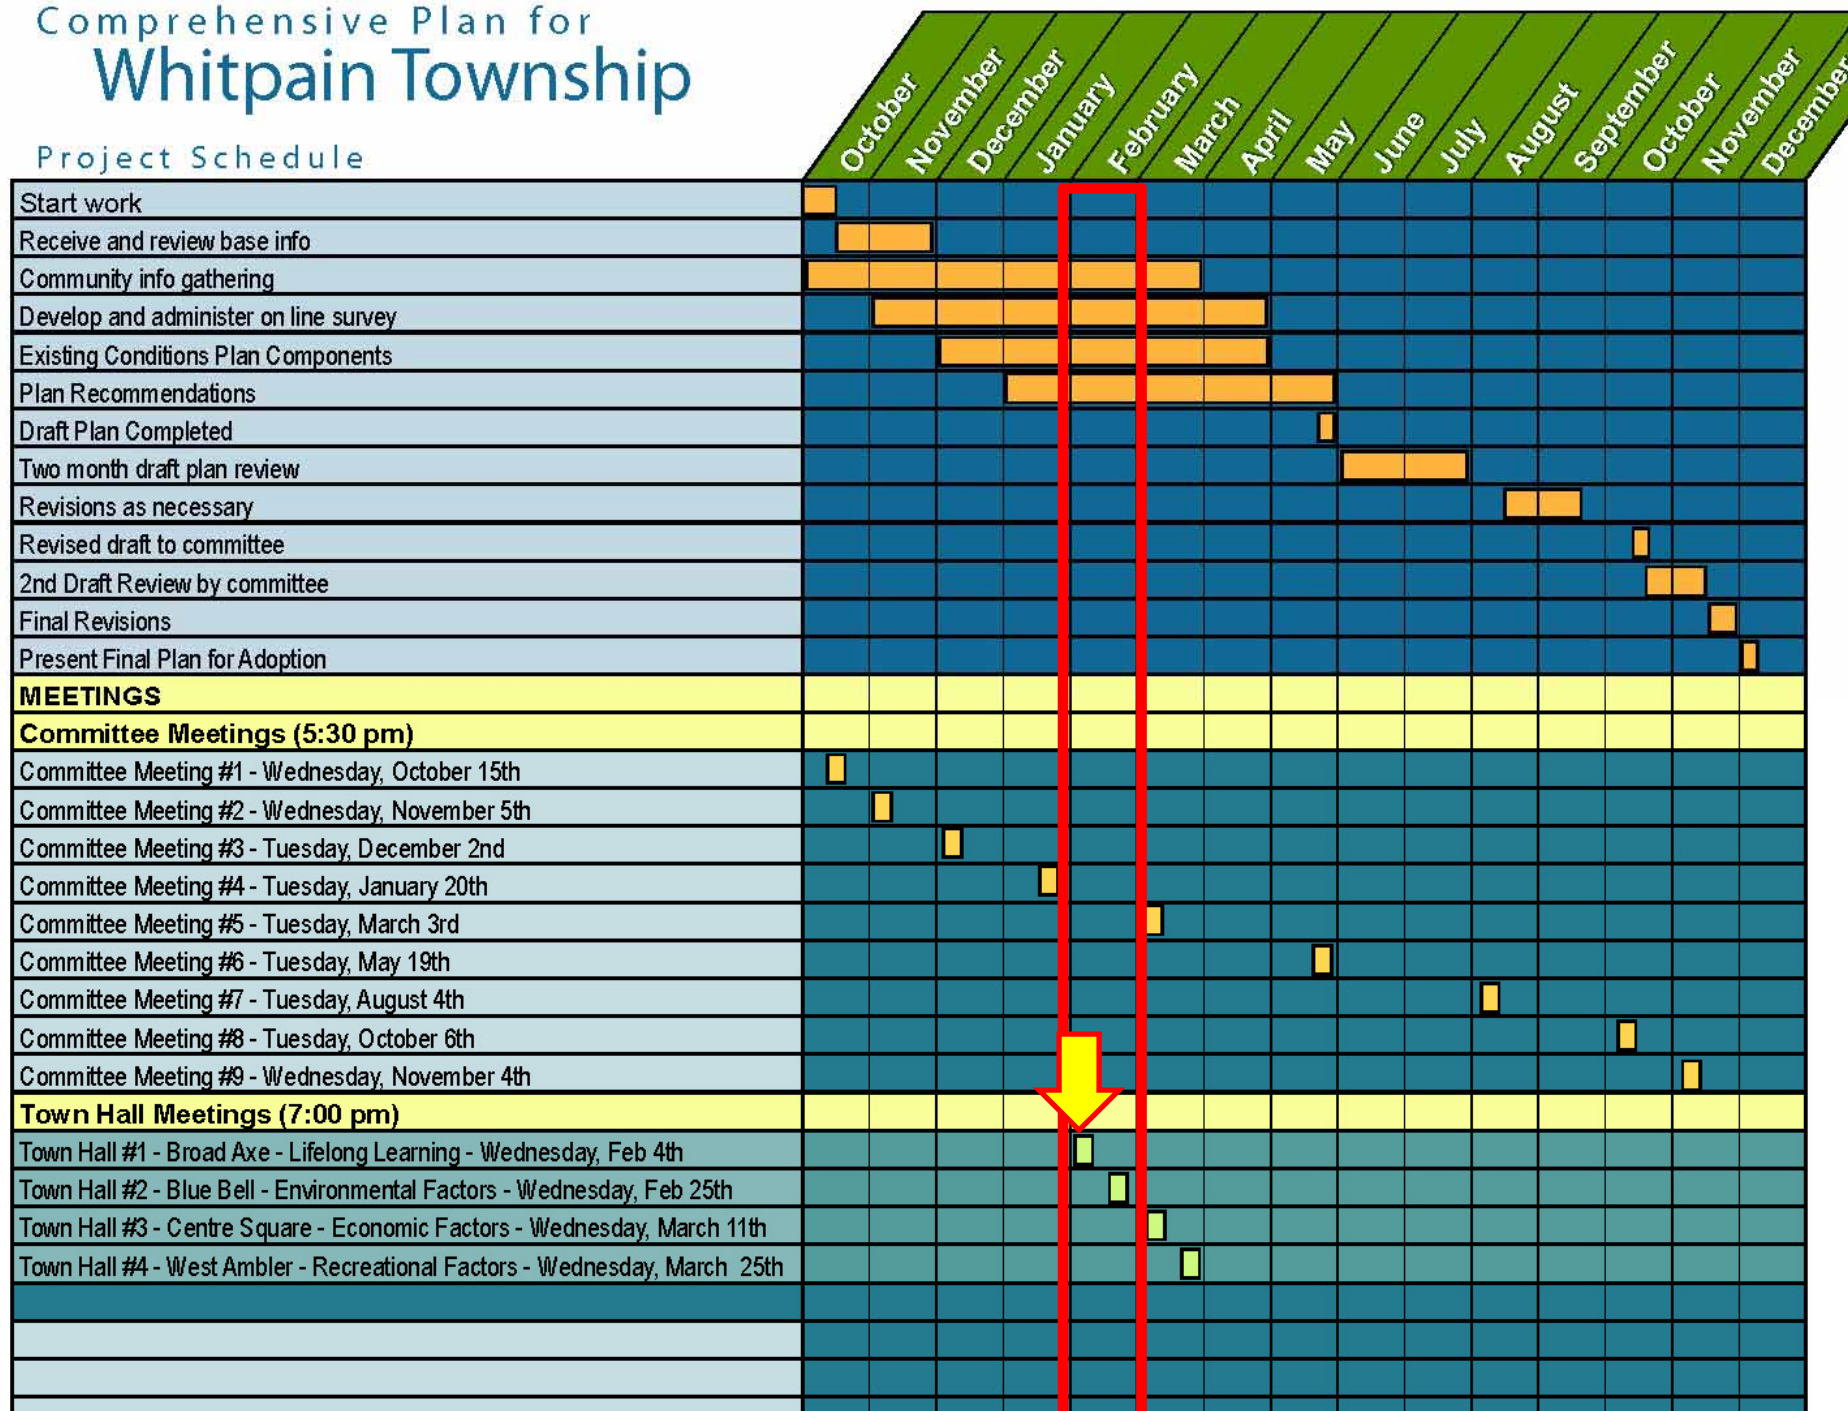 Comprehensive Plan for
Whitpain Township
Project Schedule
October
November
December
January
February
March
April
May
June
July
August
September
October
November
December
Start work
Receive and review base info
Community info gathering
Develop and administer on line survey
Existing Conditions Plan Components
Plan Recommendations
Draft Plan Completed
Two month draft plan review
Revisions as necessary
Revised draft to committee
2nd Draft Review by committee
Final Revisions
Present Final Plan for Adoption
MEETINGS
Committee Meetings (5:30 pm)
Committee Meeting #1 - Wednesday, October 15th
Committee Meeting #2 - Wednesday, November 5th
Committee Meeting #3 - Tuesday, December 2nd
Committee Meeting #4 - Tuesday, January 20th
Committee Meeting #5 - Tuesday, March 3rd
Committee Meeting #6 - Tuesday, May 19th
Committee Meeting #7 - Tuesday, August 4th
Committee Meeting #8 - Tuesday, October 6th
Committee Meeting #9 - Wednesday, November 4th
Town Hall Meetings (7:00 pm)
Town Hall #1 - Broad Axe - Lifelong Learning - Wednesday, Feb 4th
Town Hall #2 - Blue Bell - Environmental Factors - Wednesday, Feb 25th
Town Hall #3 - Centre Square - Economic Factors - Wednesday, March 11th
Town Hall #4 - West Ambler - Recreational Factors - Wednesday, March 25th